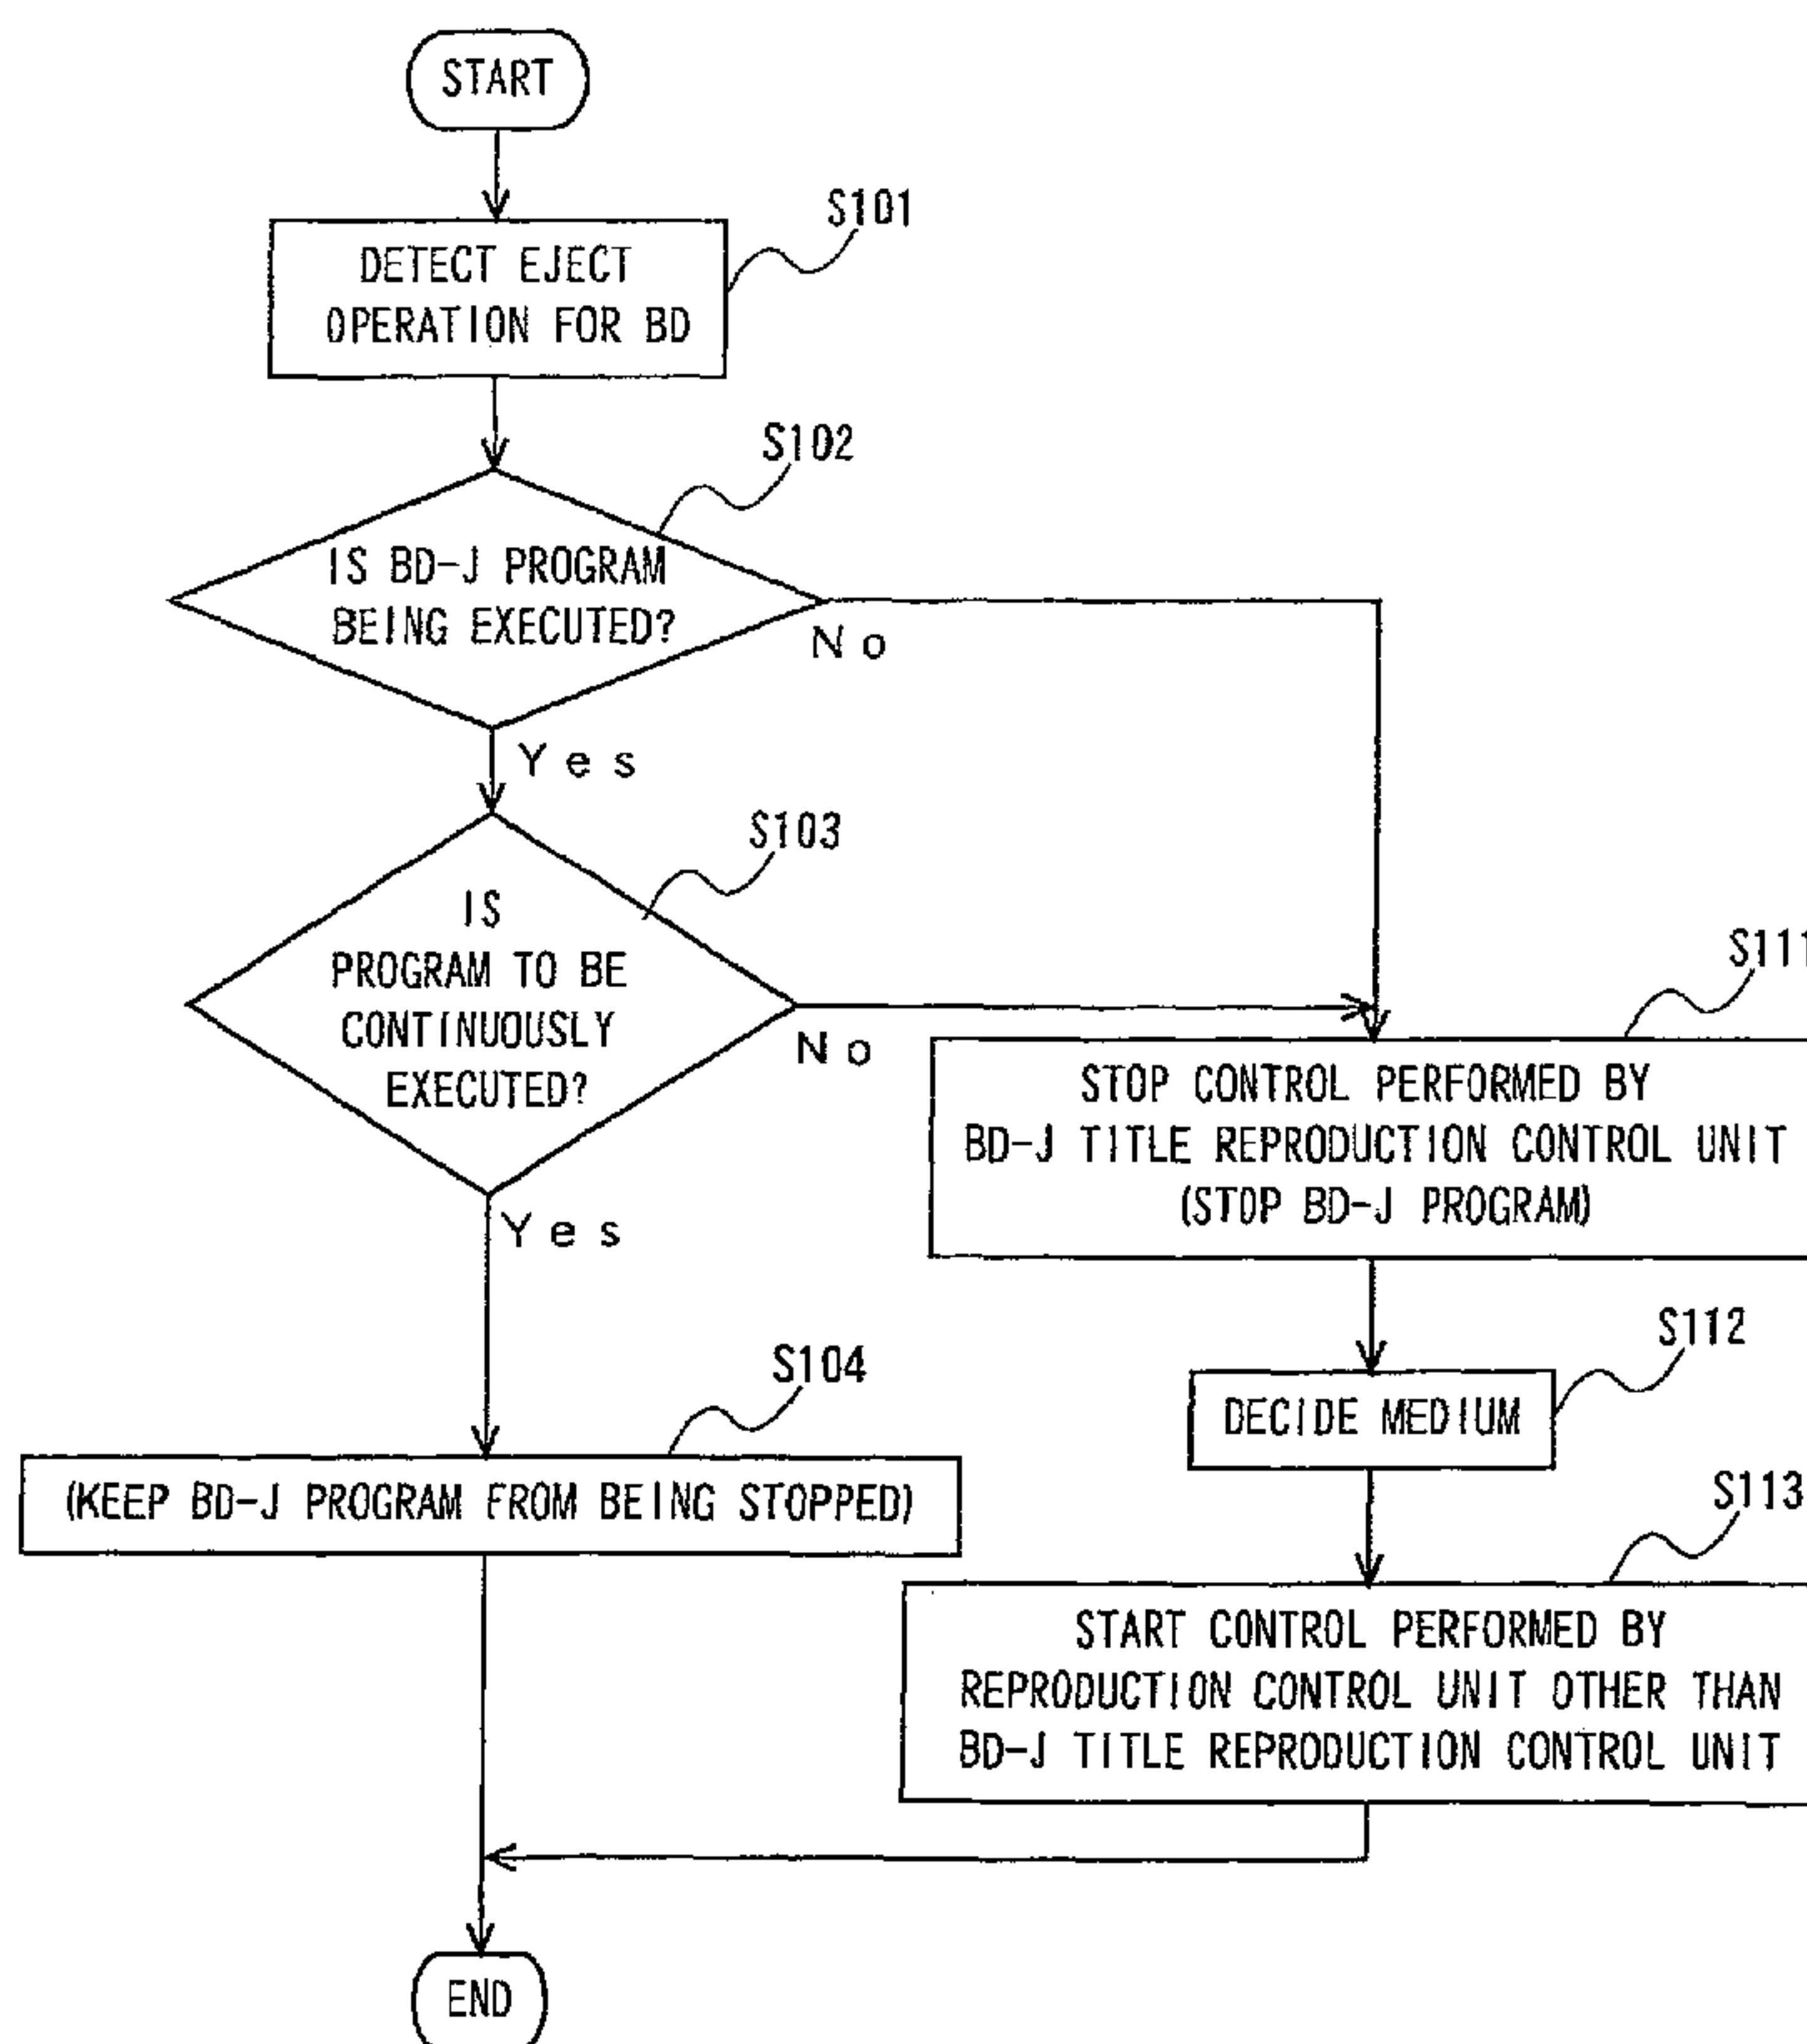 START
S101
DETECT EJECT
OPERATION FOR BD
S102
IS BD-J PROGRAM
BEING EXECUTED?
No
Yes
S103
IS
PROGRAM TO BE
CONTINUOUSLY
EXECUTED?
No
Yes
S111
STOP CONTROL PERFORMED BY
BD-J TITLE REPRODUCTION CONTROL UNIT
(STOP BD-J PROGRAM)
S112
DECIDE MEDIUM
S104
(KEEP BD-J PROGRAM FROM BEING STOPPED)
S113
START CONTROL PERFORMED BY
REPRODUCTION CONTROL UNIT OTHER THAN
BD-J TITLE REPRODUCTION CONTROL UNIT
END